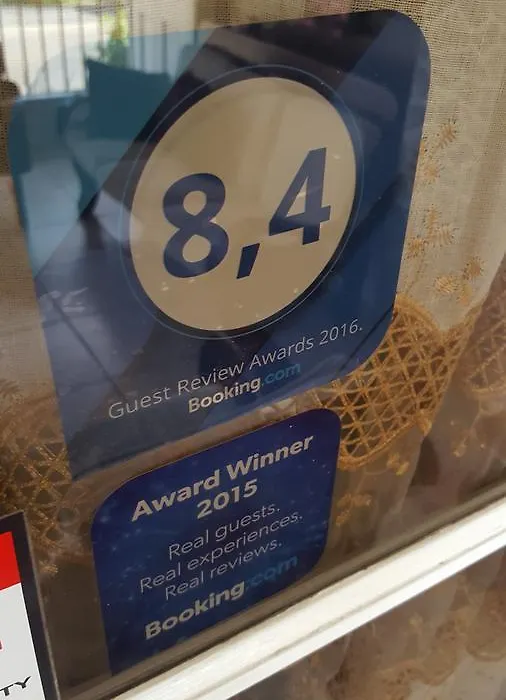 8,4
Guest Review Awards 2016.
Booking.com
Award Winner
2015
Real guests.
Real experiences.
Real reviews.
Booking.com
TY